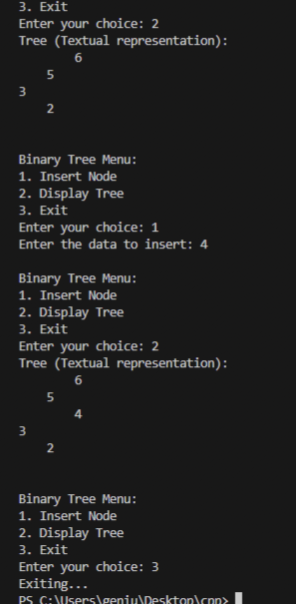 3. Exit
Enter your choice: 2
Tree (Textual representation):
6
5
3
2
Binary Tree Menu:
1. Insert Node
2. Display Tree
3. Exit
Enter your choice: 1
Enter the data to insert: 4
Binary Tree Menu:
1. Insert Node
2. Display Tree
3. Exit
Enter your choice: 2
Tree (Textual representation):
6
5
4
3
2
Binary Tree Menu:
1. Insert Node
2. Display Tree
3. Exit
Enter your choice: 3
Exiting...
PS C:\Users\geniu\Desktop\cpp>